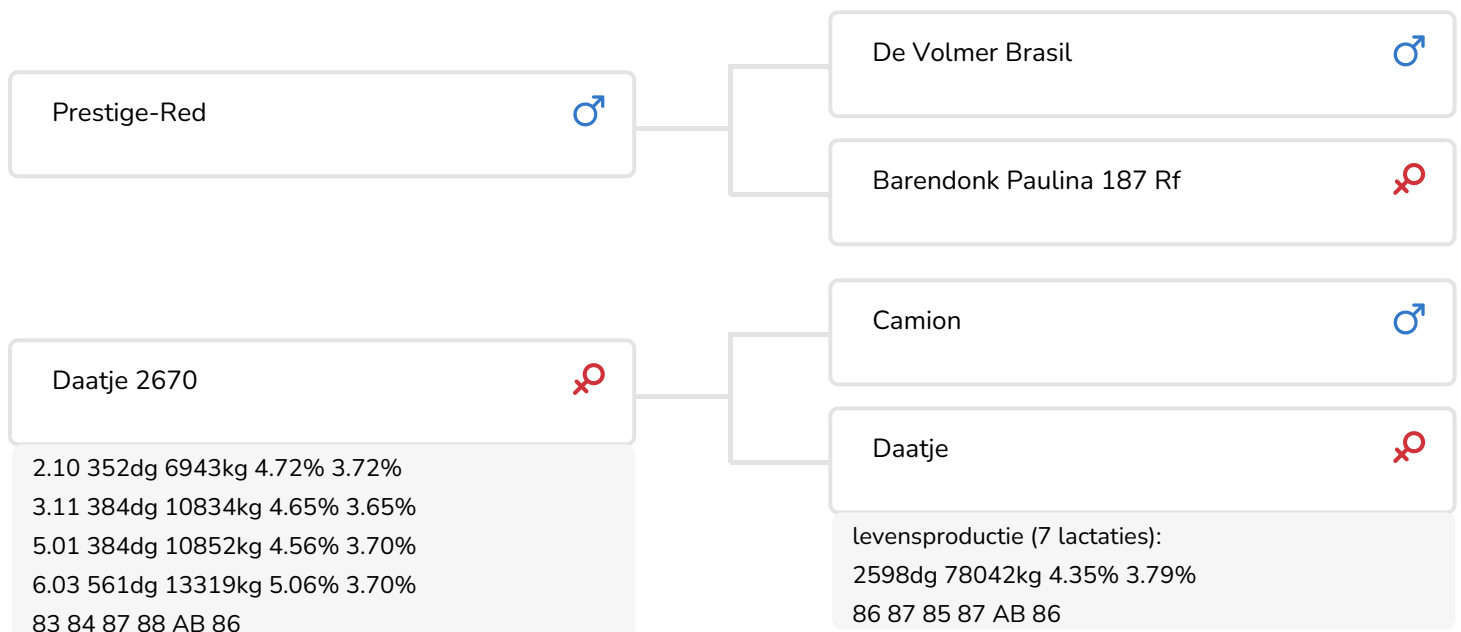 De Volmer Brasil
Prestige-Red
Barendonk Paulina 187 Rf
Camion
Daatje 2670
Daatje
2.10 352dg 6943kg 4.72% 3.72%
3.11 384dg 10834kg 4.65% 3.65%
5.01 384dg 10852kg 4.56% 3.70%
6.03 561dg 13319kg 5.06% 3.70%
83 84 87 88 AB 86
levensproductie (7 lactaties):
2598dg 78042kg 4.35% 3.79%
86 87 85 87 AB 86